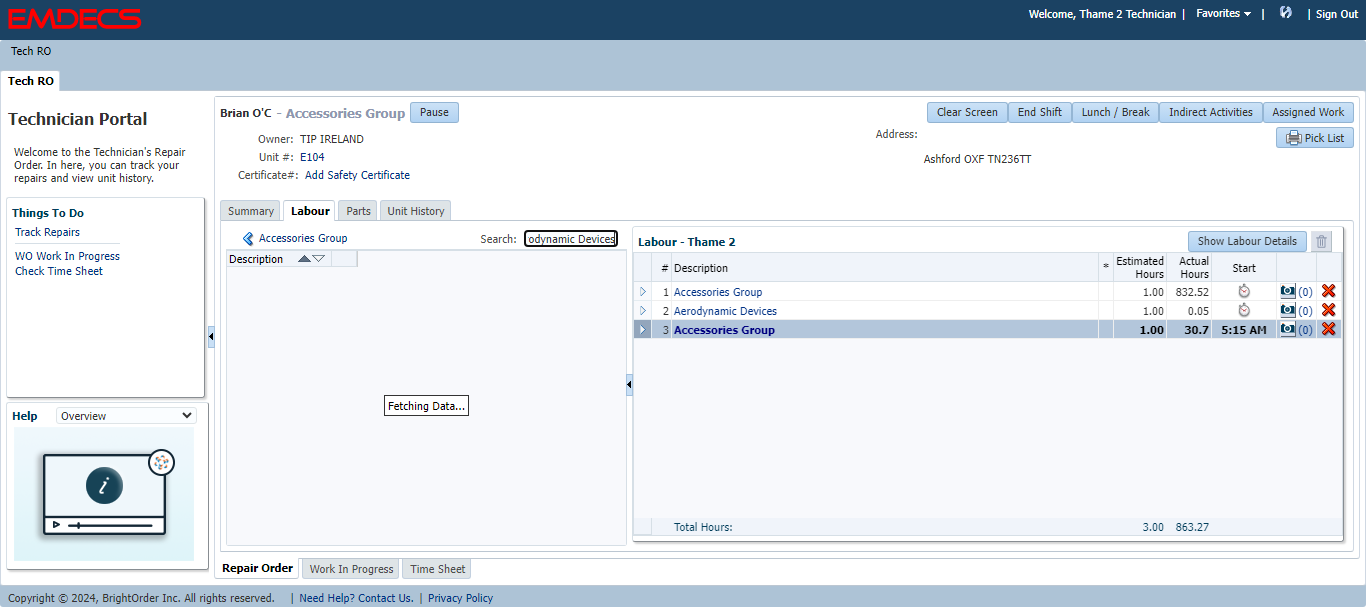 EMDECS
Welcome, Thame 2 Technician | Favorites | | Sign Out
Tech RO
Tech RO
Technician Portal
Welcome to the Technician's Repair
Order. In here, you can track your
repairs and view unit history.
Things To Do
Track Repairs
WO Work In Progress
Check Time Sheet
Help Overview
i
Brian O'C - Accessories Group Pause
Clear Screen End Shift Lunch / Break Indirect Activities Assigned Work
Pick List
Owner: TIP IRELAND
Unit #: E104
Certificate#: Add Safety Certificate
Address:
Ashford OXF TN236TT
Summary Labour Parts Unit History
Accessories Group Search: odynamic Devices
Description
Fetching Data...
Labour - Thame 2 Show Labour Details
# Description * Estimated Hours Actual Hours Start
1 Accessories Group 1.00 832.52 (0)
2 Aerodynamic Devices 1.00 0.05 (0)
3 Accessories Group 1.00 30.7 5:15 AM (0)
Total Hours: 3.00 863.27
Repair Order Work In Progress Time Sheet
Copyright © 2024, BrightOrder Inc. All rights reserved. | Need Help? Contact Us. | Privacy Policy